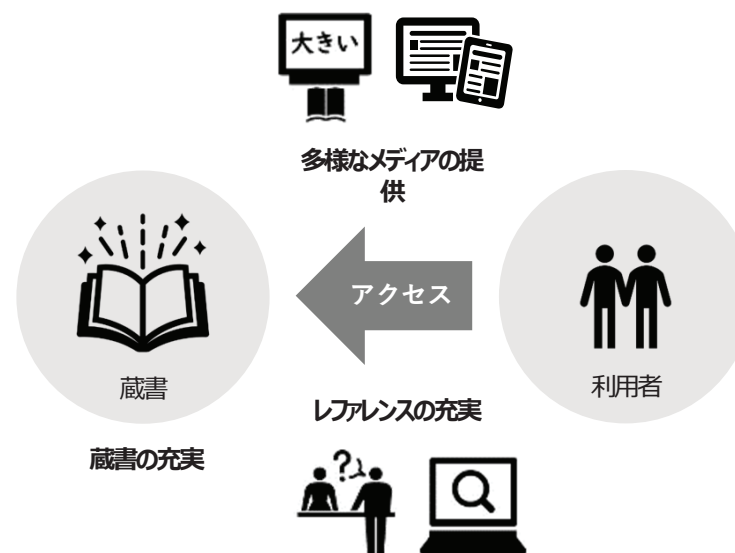 大きい
多様なメディアの提
供
アクセス
蔵書
利用者
レファレンスの充実
蔵書の充実
?